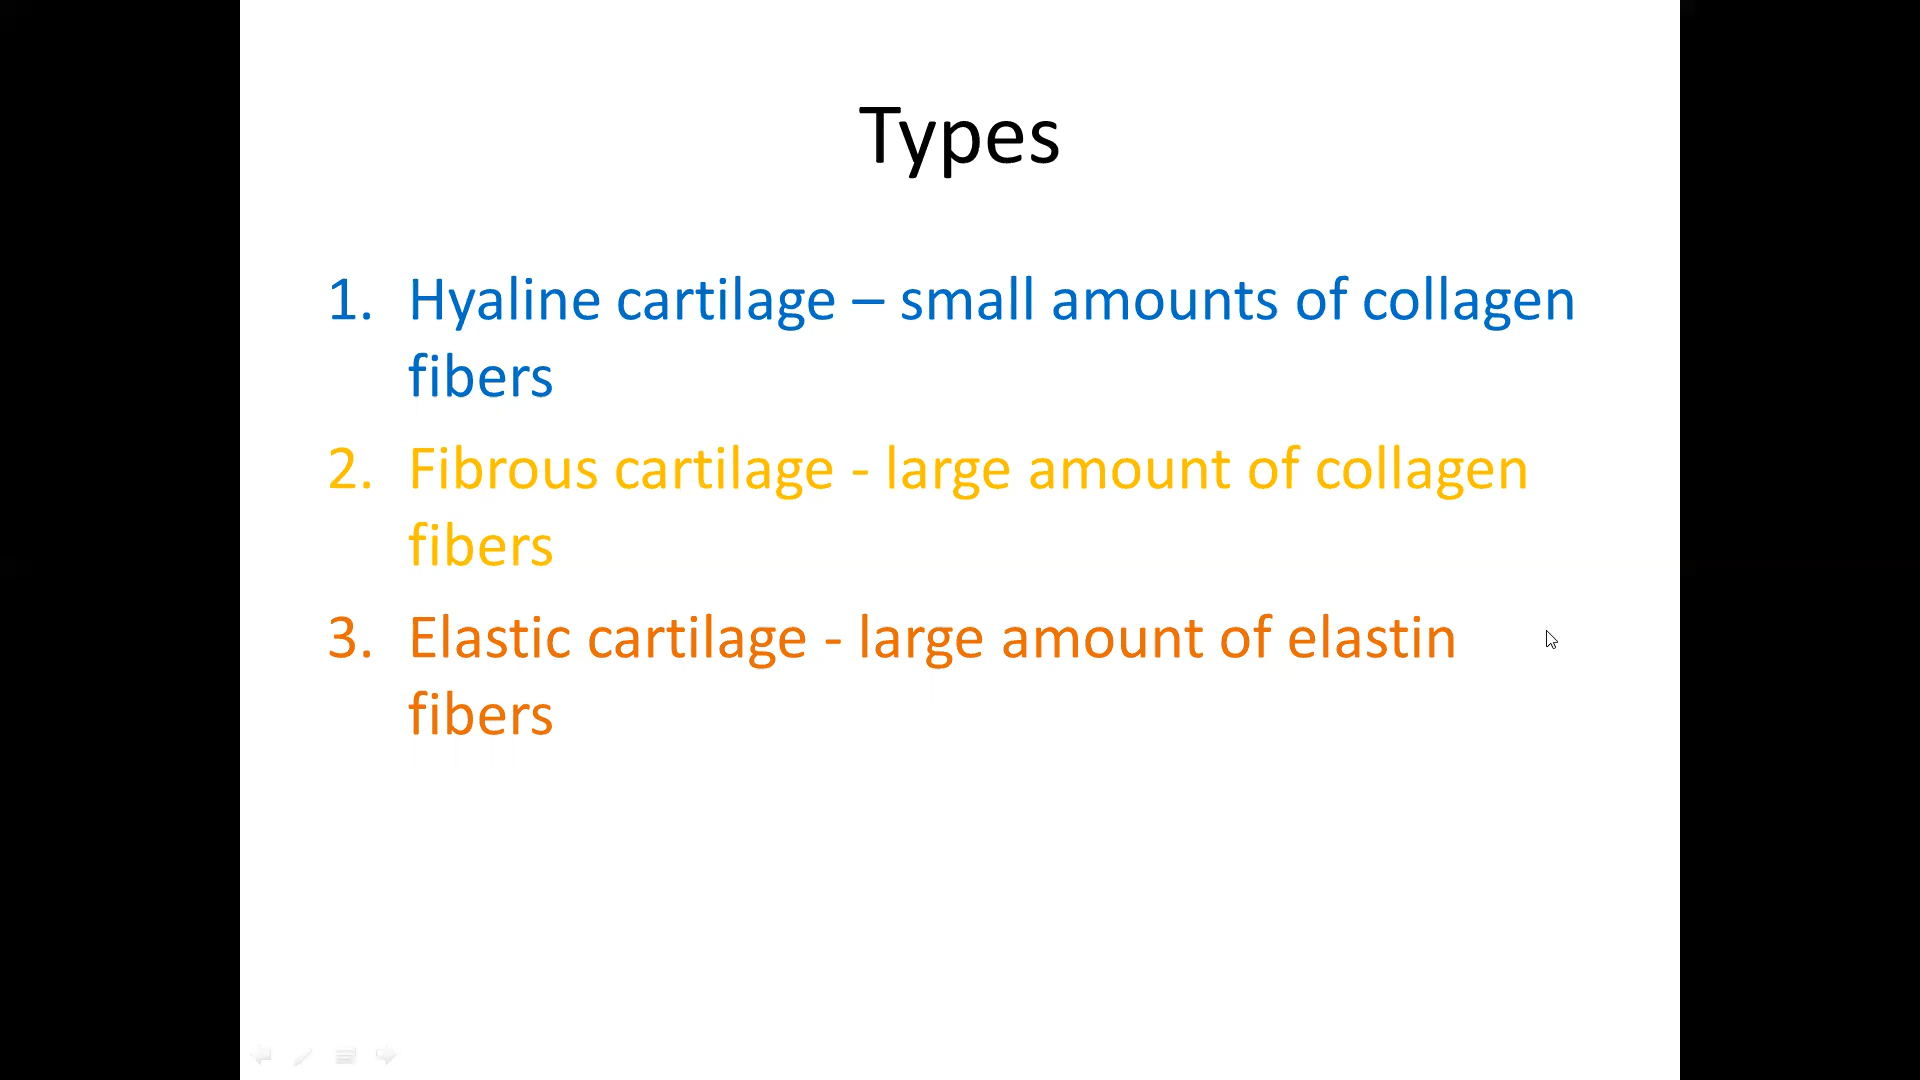 Types
1. Hyaline cartilage – small amounts of collagen
fibers
2. Fibrous cartilage - large amount of collagen
fibers
3. Elastic cartilage - large amount of elastin
fibers